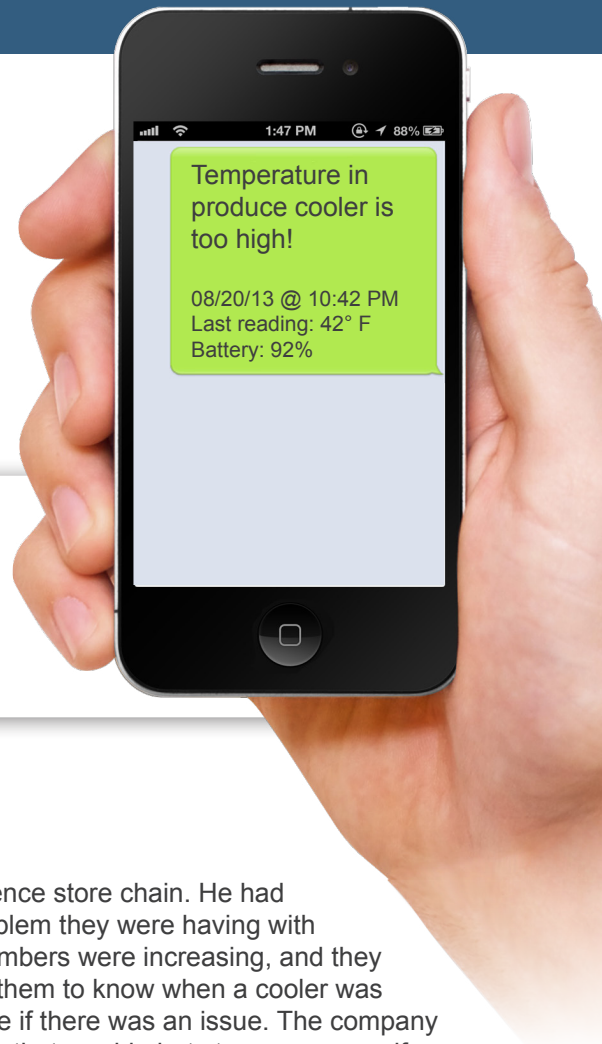 1:47 PM 88%
Temperature in
produce cooler is
too high!
08/20/13 @ 10:42 PM
Last reading: 42° F
Battery: 92%
ence store chain. He had
blem they were having with
mbers were increasing, and they
them to know when a cooler was
e if there was an issue. The company